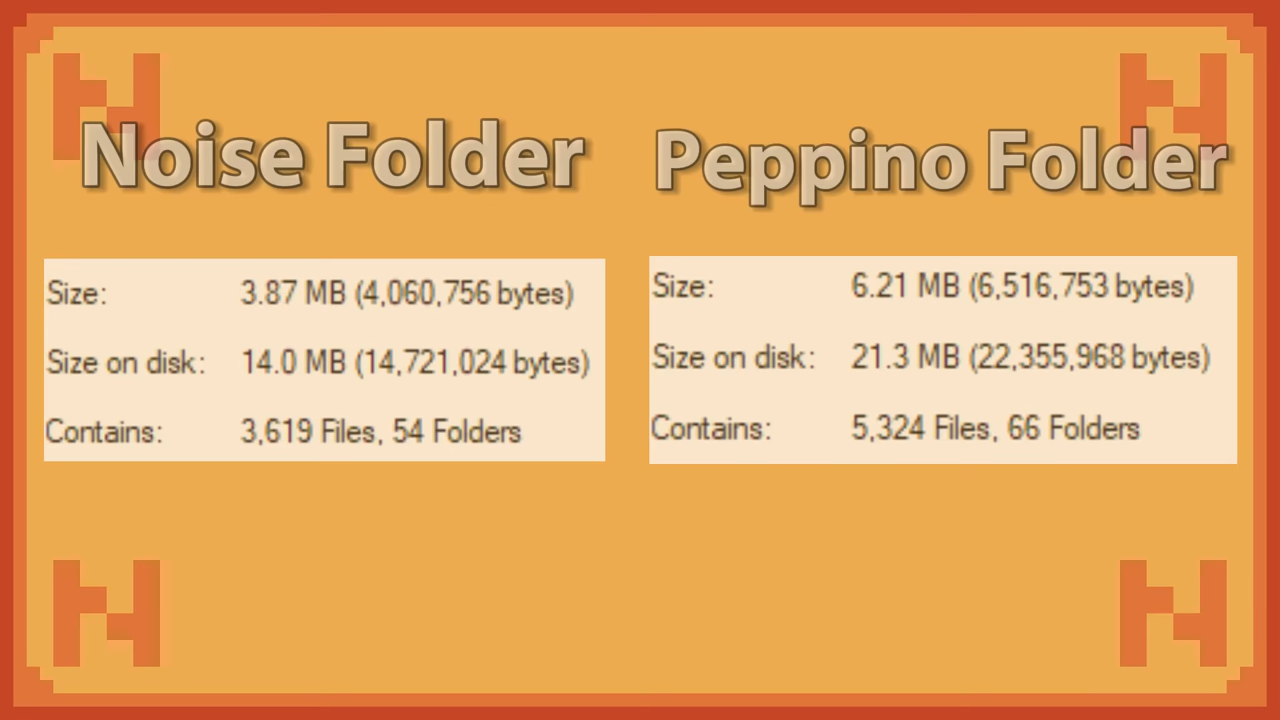 Noise Folder
Size: 3.87 MB (4,060,756 bytes)
Size on disk: 14.0 MB (14,721,024 bytes)
Contains: 3,619 Files, 54 Folders
Peppino Folder
Size: 6.21 MB (6,516,753 bytes)
Size on disk: 21.3 MB (22,355,968 bytes)
Contains: 5,324 Files, 66 Folders